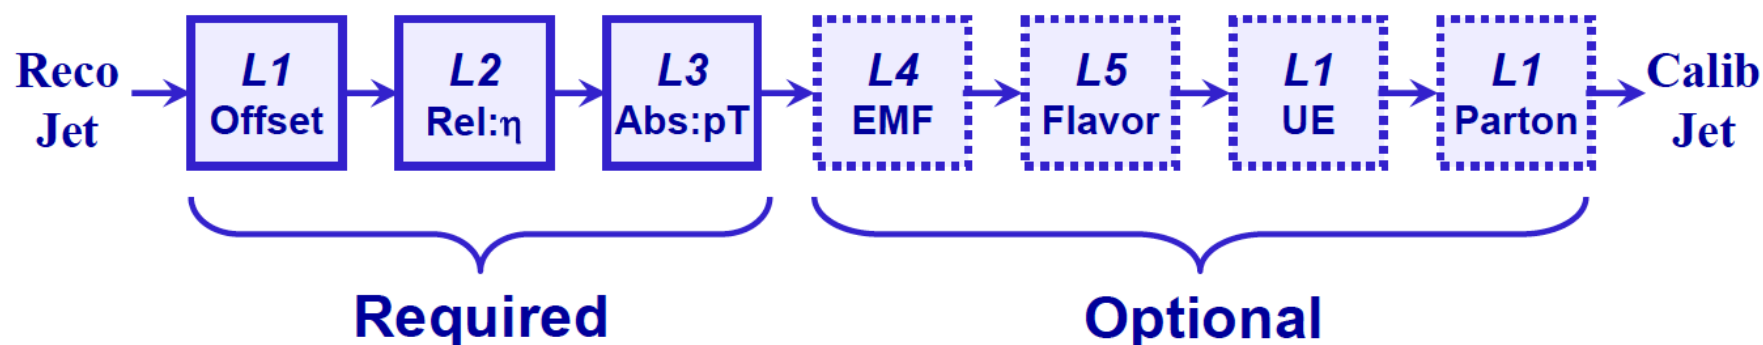 Reco
Jet
L1
Offset
L2
Rel:η
L3
Abs:pT
L4
EMF
L5
Flavor
L1
UE
L1
Parton
Calib
Jet
Required
Optional